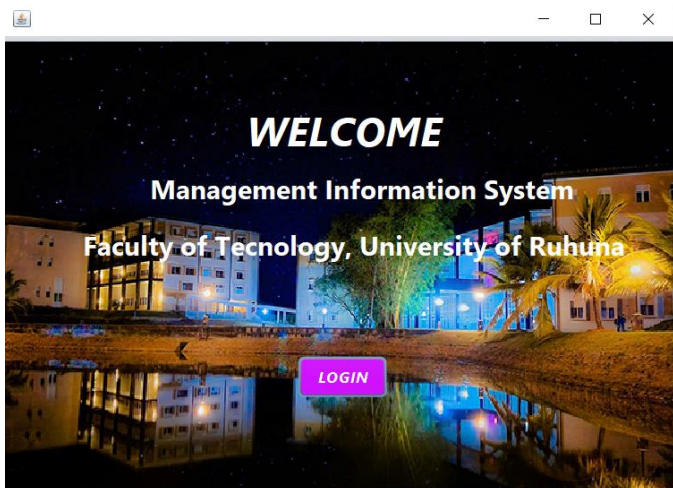 WELCOME
Management Information System
Faculty of Tecnology, University of Ruhuna
LOGIN